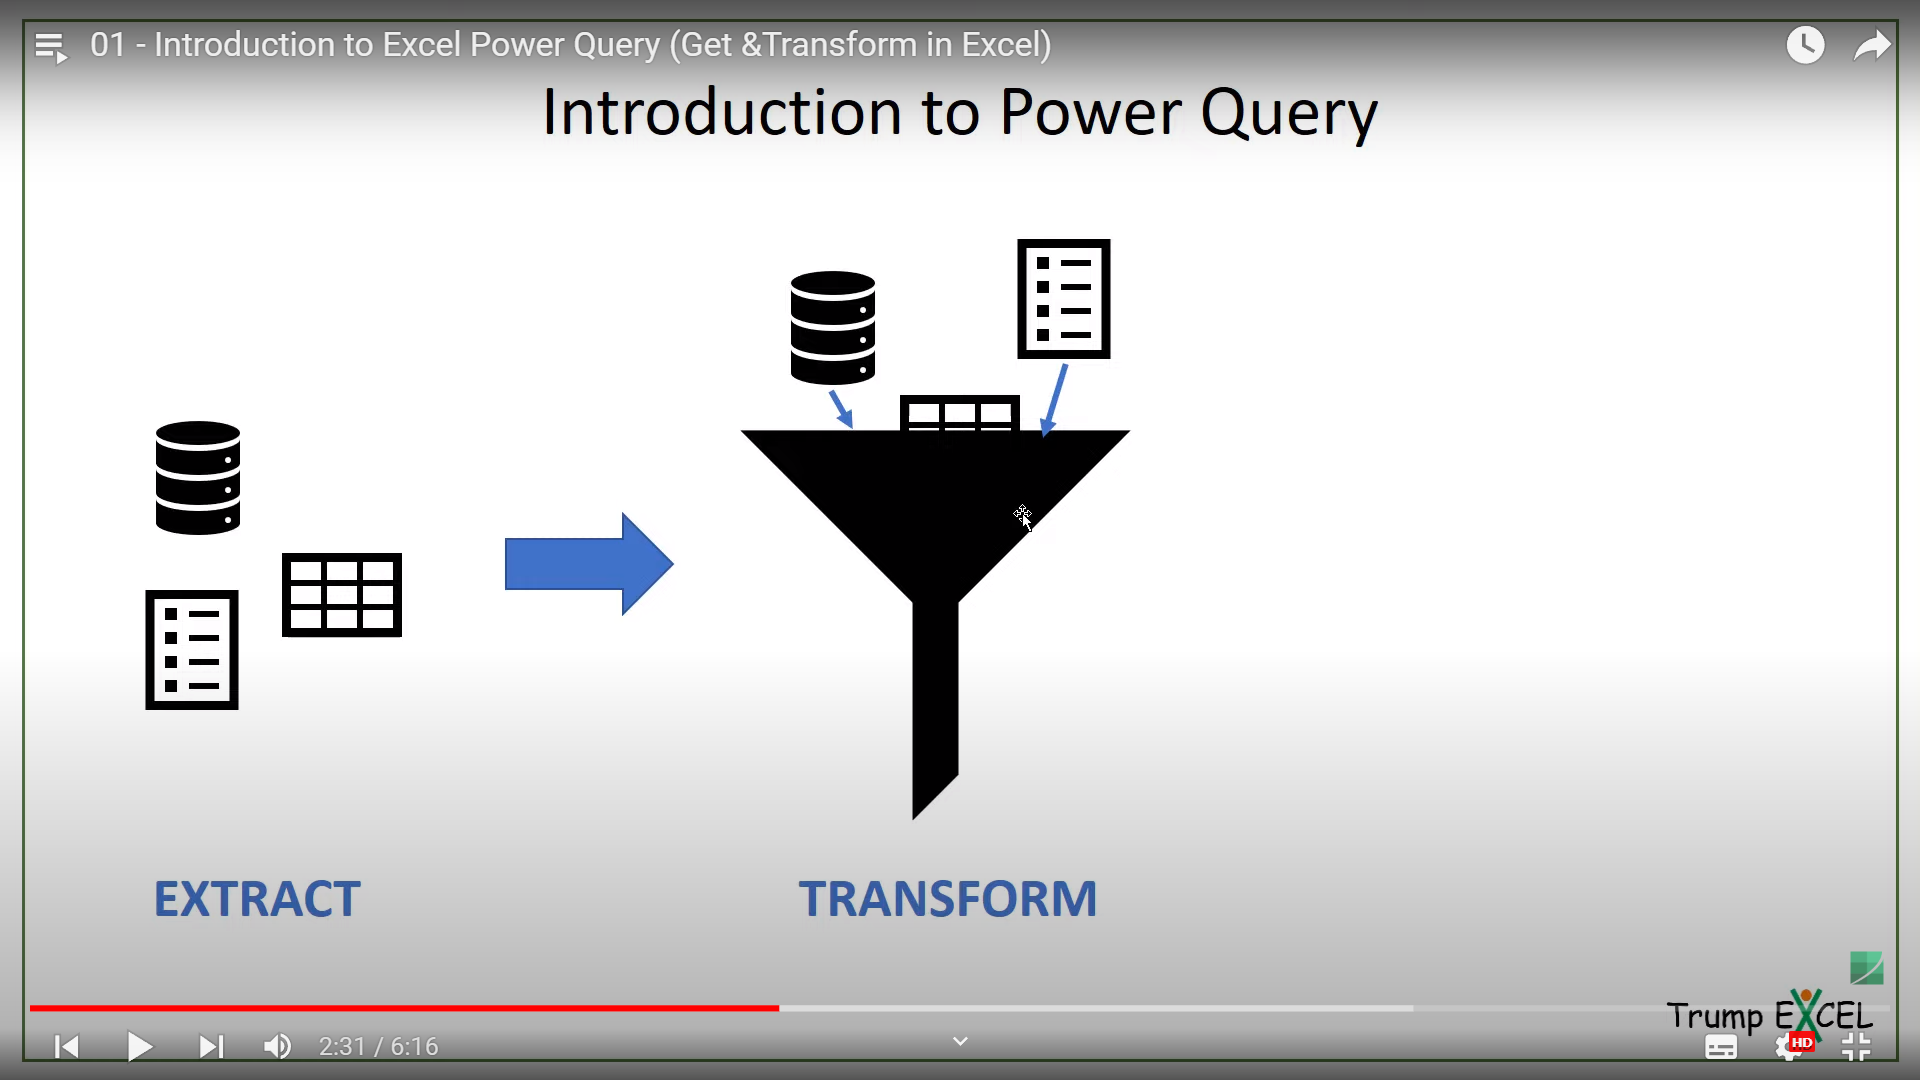 01 - Introduction to Excel Power Query (Get &Transform in Excel)
Introduction to Power Query
EXTRACT
TRANSFORM
Trump EXCEL
2:31 / 6:16
HD